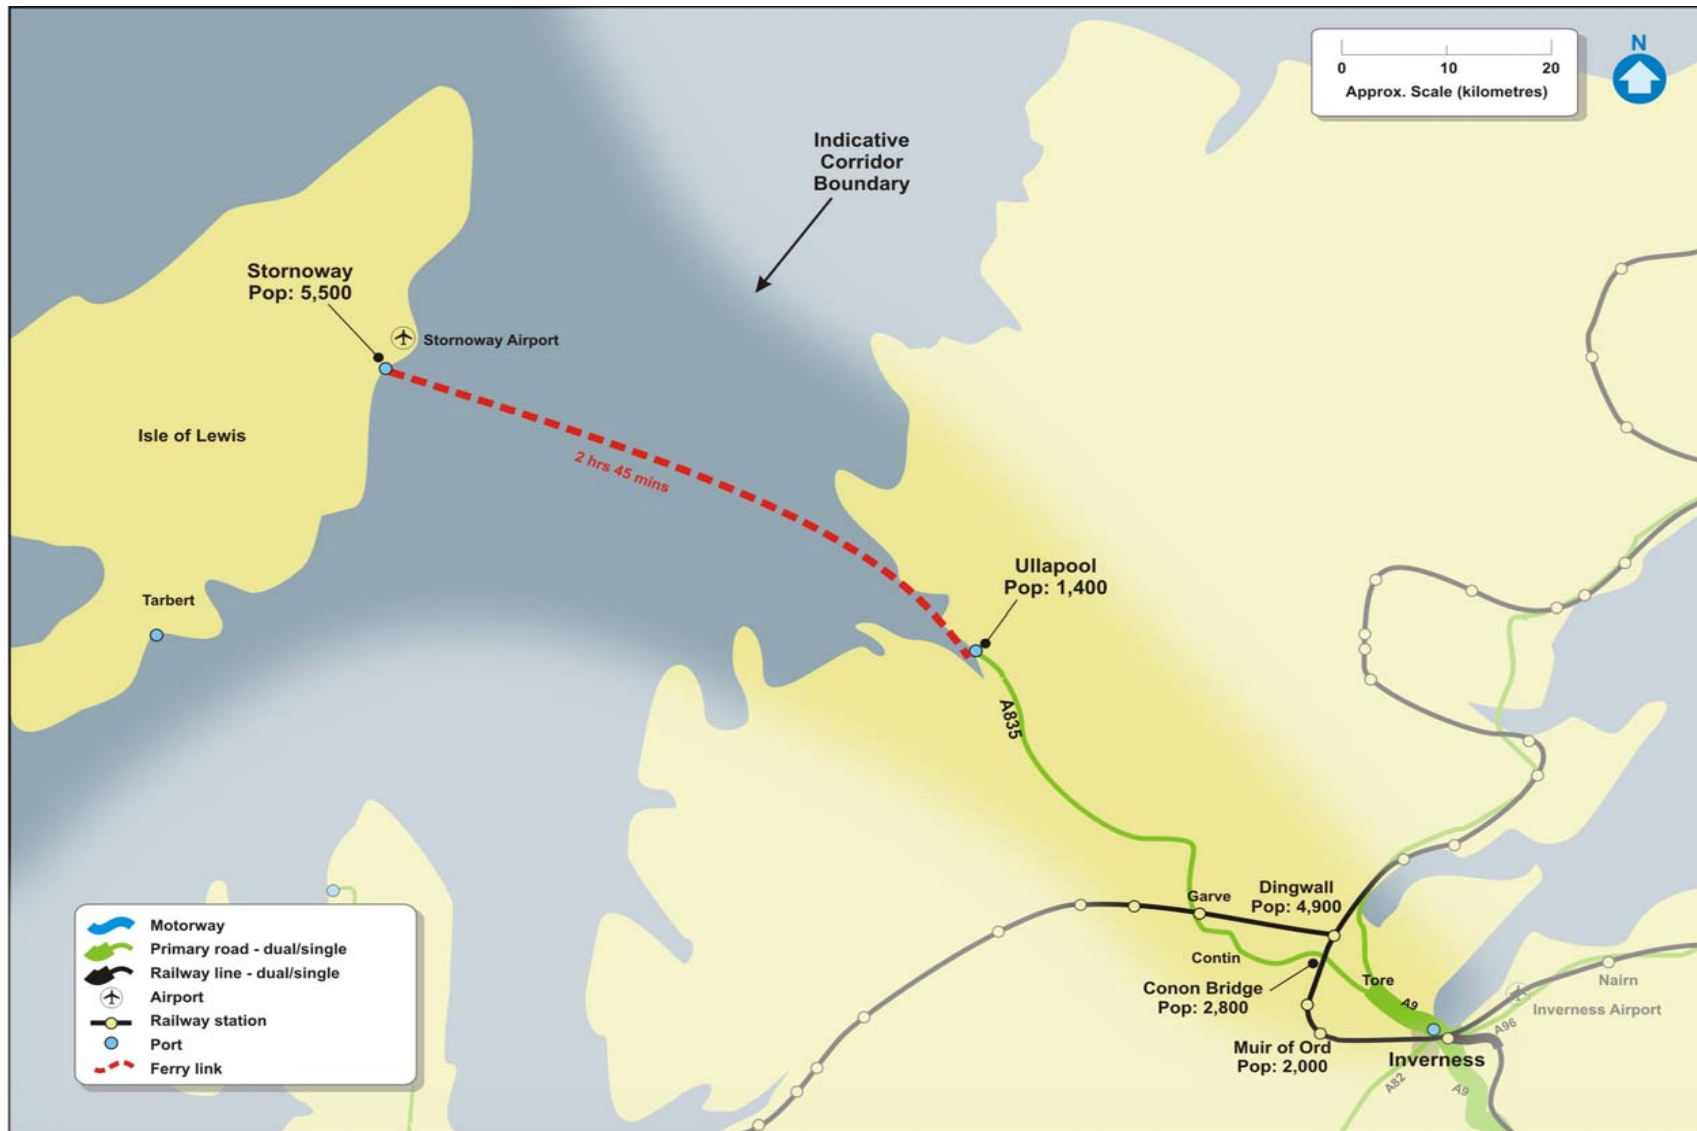 N
0 10 20
Approx. Scale (kilometres)
Indicative
Corridor
Boundary
Stornoway
Pop: 5,500
Stornoway Airport
Isle of Lewis
2 hrs 45 mins
Ullapool
Pop: 1,400
Tarbert
A835
Garve
Dingwall
Pop: 4,900
Contin
Conon Bridge
Pop: 2,800
Tore
A9
Nairn
Inverness Airport
A96
Muir of Ord
Pop: 2,000
Inverness
A82
A9
Motorway
Primary road - dual/single
Railway line - dual/single
Airport
Railway station
Port
Ferry link